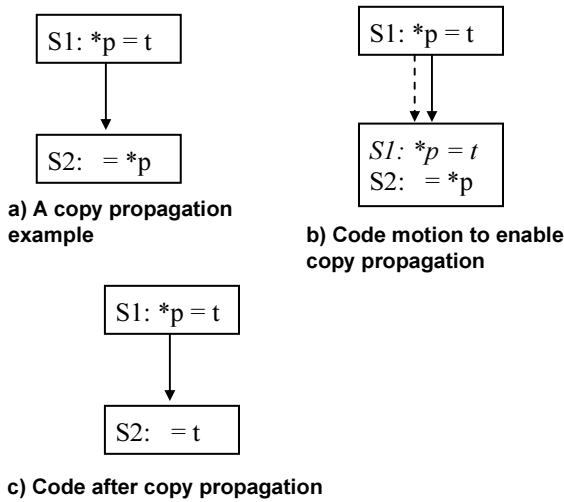 S1: *p = t
S2: = *p
a) A copy propagation
example
S1: *p = t
S1: *p = t
S2: = *p
b) Code motion to enable
copy propagation
S1: *p = t
S2: = t
c) Code after copy propagation